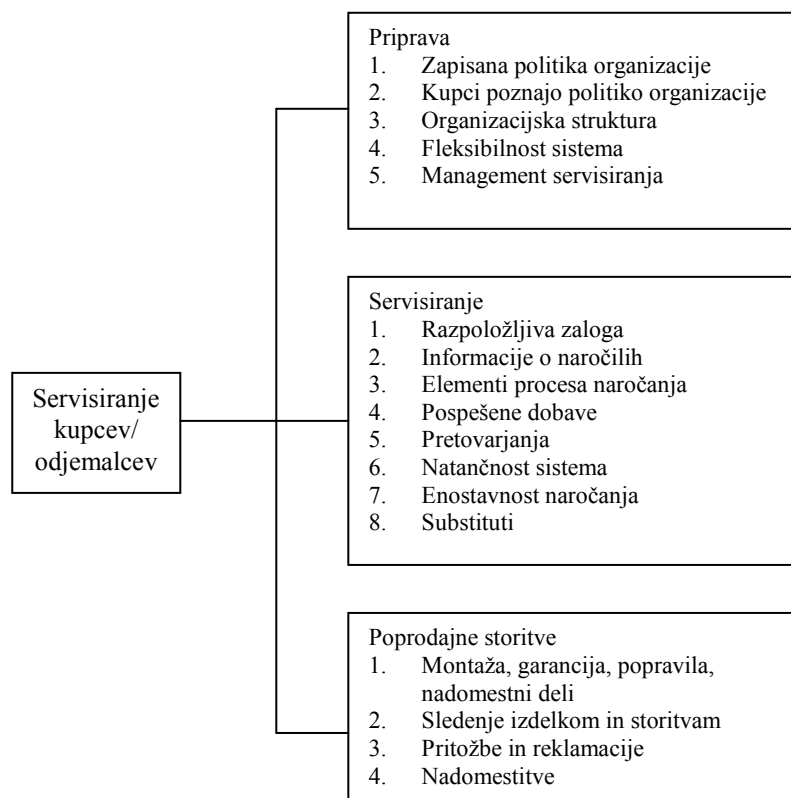 Priprava
1. Zapisana politika organizacije
2. Kupci poznajo politiko organizacije
3. Organizacijska struktura
4. Fleksibilnost sistema
5. Management servisiranja
Servisiranje
kupcev/
odjemalcev
Servisiranje
1. Razpoložljiva zaloga
2. Informacije o naročilih
3. Elementi procesa naročanja
4. Pospešene dobave
5. Pretovarjanja
6. Natančnost sistema
7. Enostavnost naročanja
8. Substituti
Poprodajne storitve
1. Montaža, garancija, popravila,
nadomestni deli
2. Sledenje izdelkom in storitvam
3. Pritožbe in reklamacije
4. Nadomestitve